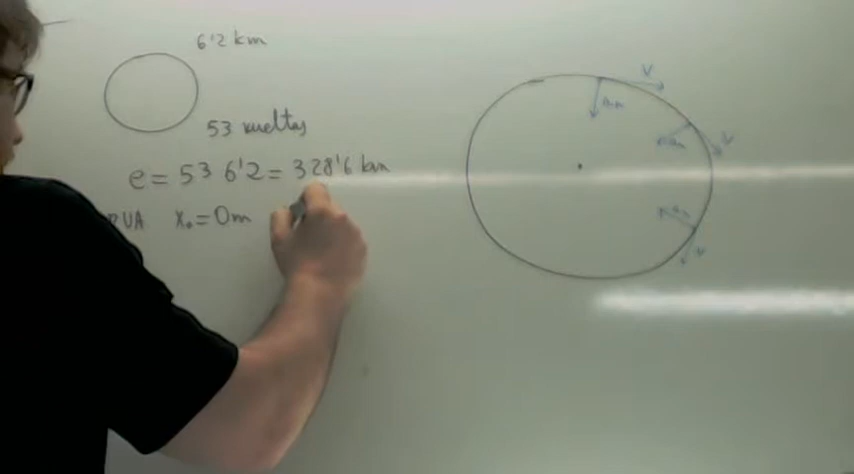 6'2 km
53 vueltas
e = 53 6'2 = 328'6 km
RUA x₀ = 0m
v
an
an
v
an
v